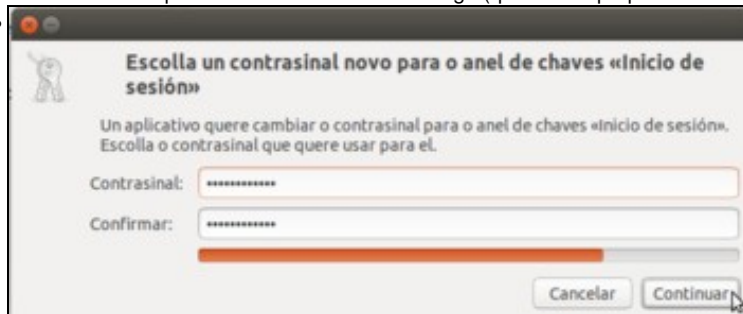 Escolla un contrasinal novo para o anel de chaves «Inicio de
sesión»
Un aplicativo quere cambiar o contrasinal para o anel de chaves «Inicio de sesión».
Escolla o contrasinal que quere usar para el.
Contrasinal: ••••••••••••
Confirmar: ••••••••••••
Cancelar Continuar